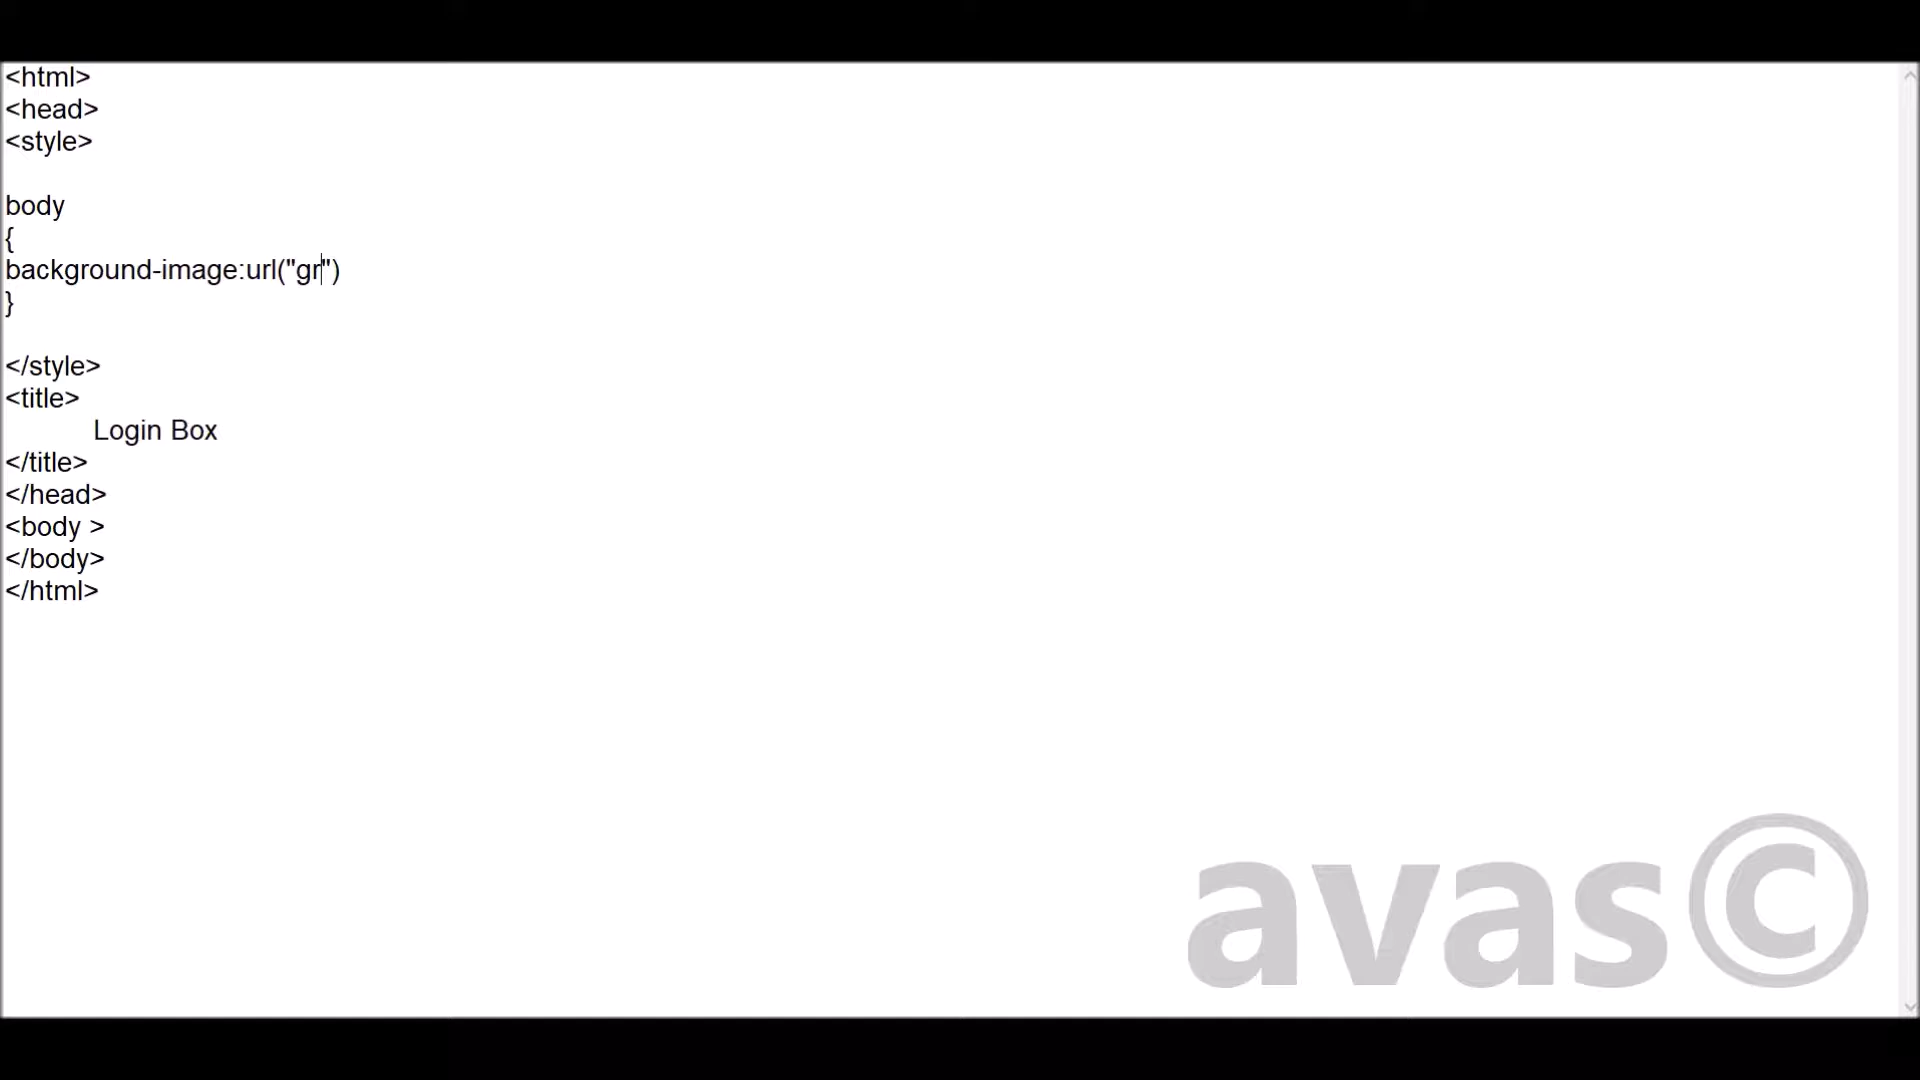 <html>
<head>
<style>
body
{
background-image:url("gr")
}
</style>
<title>
Login Box
</title>
</head>
<body >
</body>
</html>
avas©